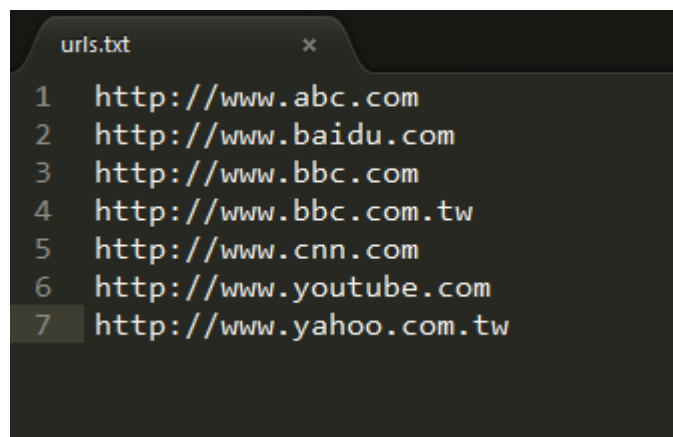 urls.txt ×
1 http://www.abc.com
2 http://www.baidu.com
3 http://www.bbc.com
4 http://www.bbc.com.tw
5 http://www.cnn.com
6 http://www.youtube.com
7 http://www.yahoo.com.tw